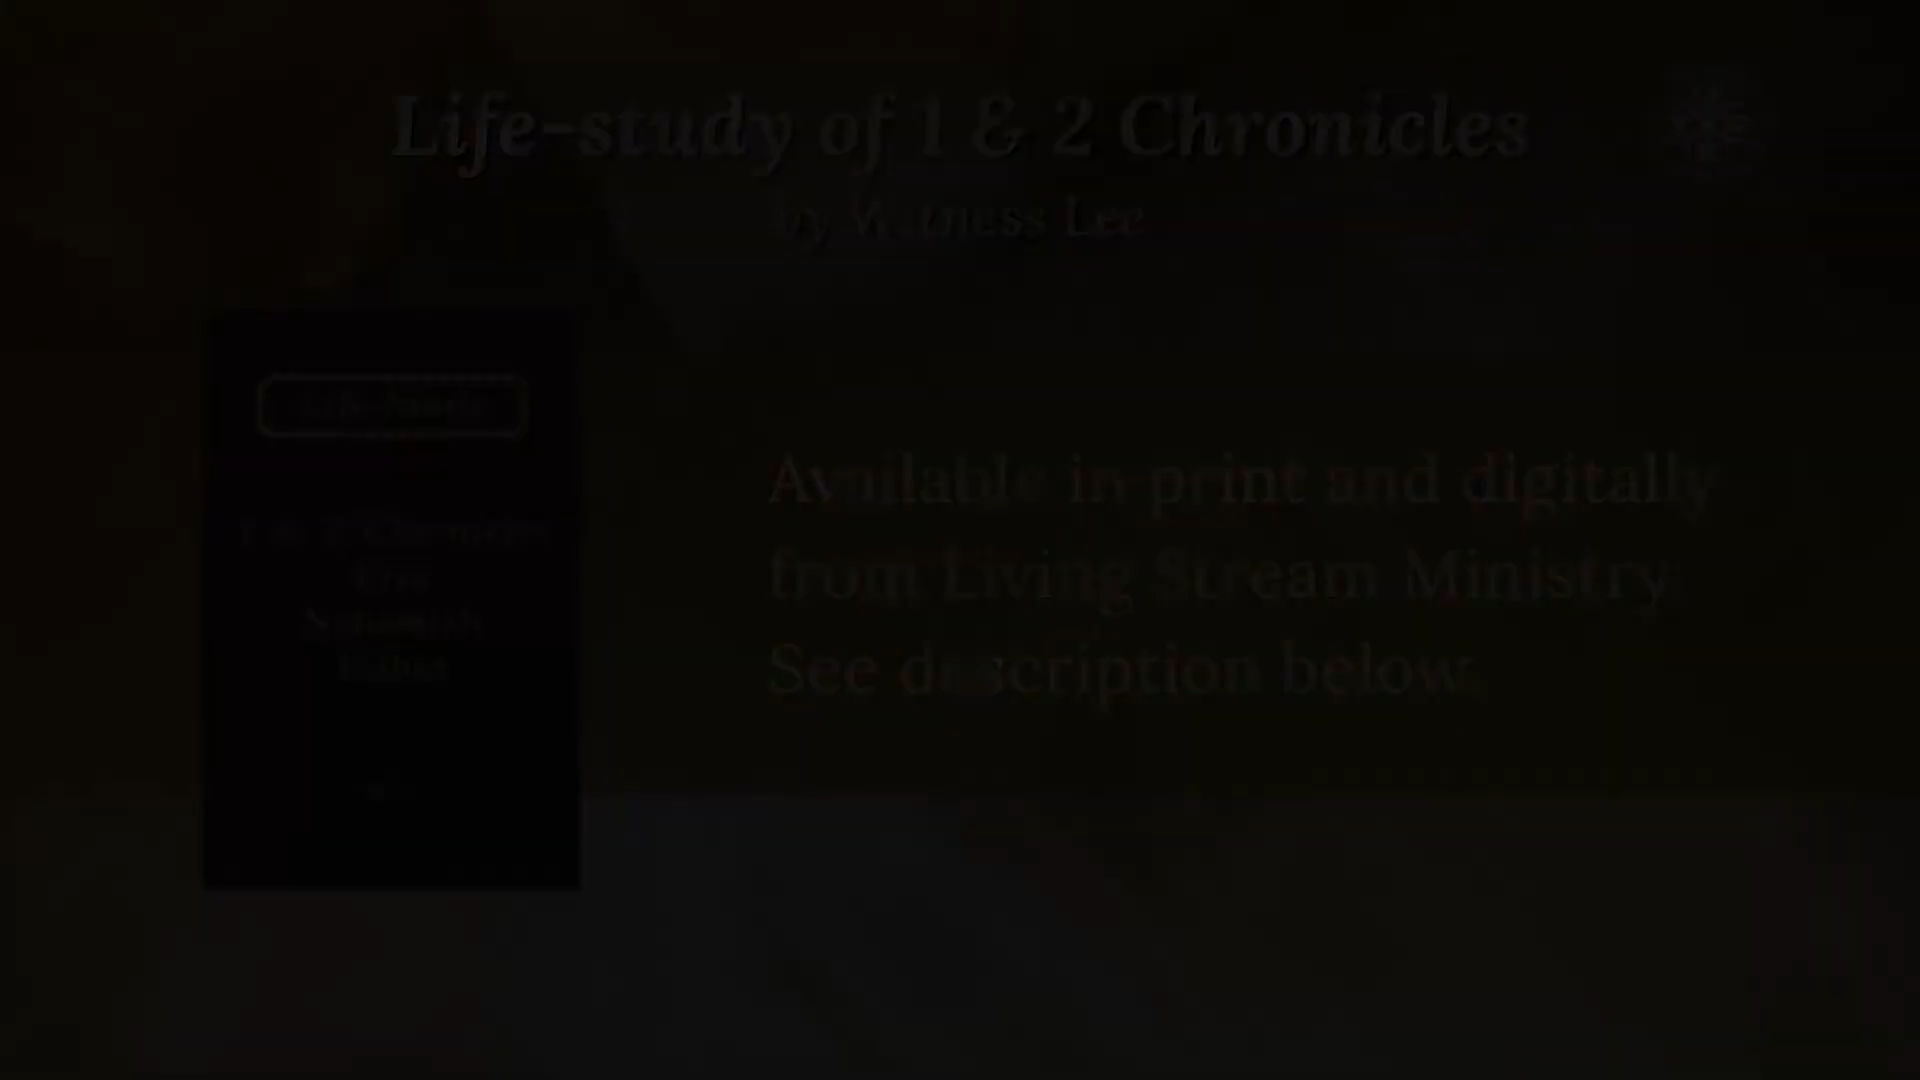 Life-study of 1 & 2 Chronicles
by Witness Lee
Life-Study
1 & 2 Chronicles
Ezra
Nehemiah
Esther
Available in print and digitally
from Living Stream Ministry
See description below.